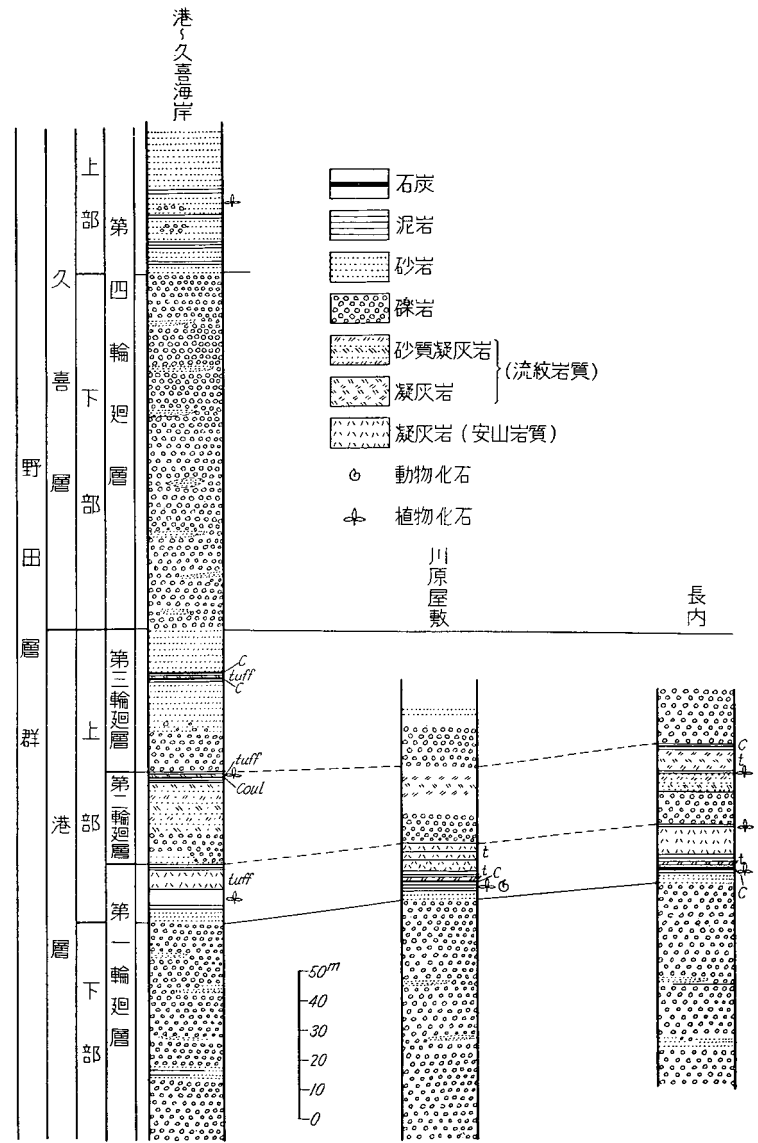 港〜久喜海岸
野田層群
久喜層
港層
上部
下部
上部
下部
第四輪廻層
第三輪廻層
第二輪廻層
第一輪廻層
石炭
泥岩
砂岩
礫岩
砂質凝灰岩
凝灰岩
(流紋岩質)
凝灰岩 (安山岩質)
動物化石
植物化石
川原屋敷
長内
C
tuff
C
tuff
Coul
tuff
t
t
C
C
t
t
C
50m
40
30
20
10
0